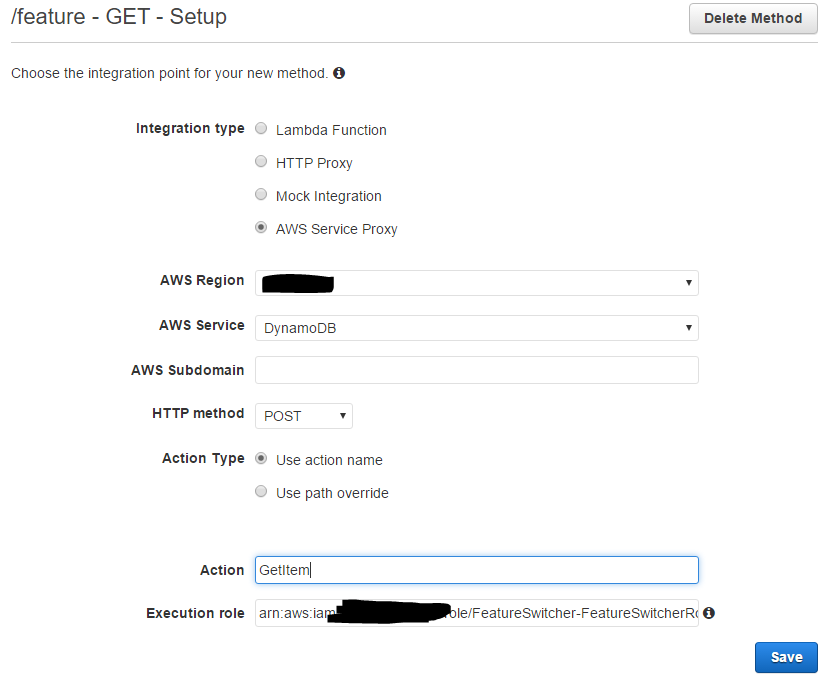 /feature - GET - Setup
Delete Method
Choose the integration point for your new method.
Integration type
Lambda Function
HTTP Proxy
Mock Integration
AWS Service Proxy
AWS Region
AWS Service DynamoDB
AWS Subdomain
HTTP method POST
Action Type
Use action name
Use path override
Action GetItem
Execution role arn:aws:iam ole/FeatureSwitcher-FeatureSwitcherRo
Save